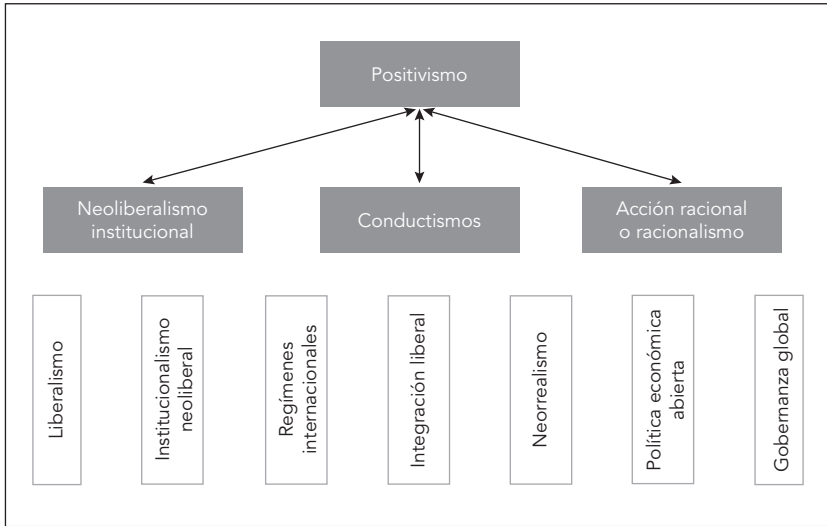 Positivismo
Neoliberalismo
institucional
Conductismos
Acción racional
o racionalismo
Liberalismo
Institucionalismo
neoliberal
Regímenes
internacionales
Integración liberal
Neorrealismo
Política económica
abierta
Gobernanza global